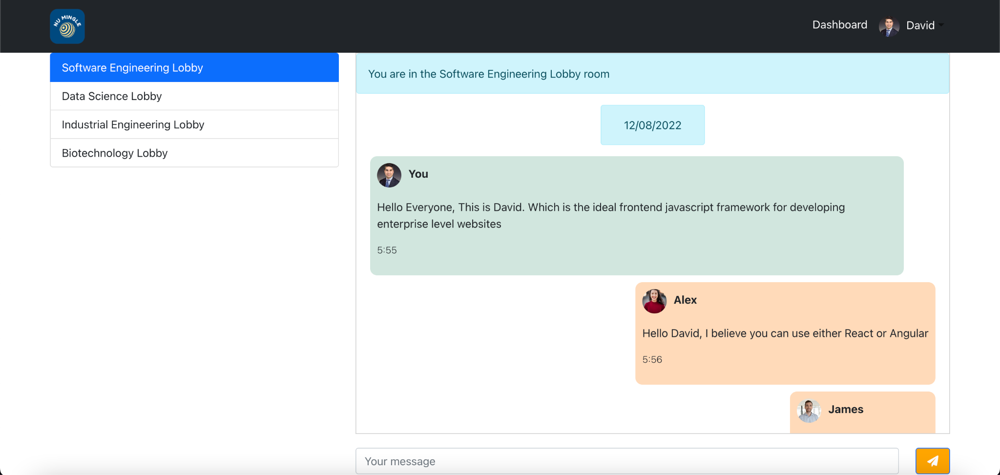 NU MINGLE
Dashboard
David
Software Engineering Lobby
Data Science Lobby
Industrial Engineering Lobby
Biotechnology Lobby
You are in the Software Engineering Lobby room
12/08/2022
You
Hello Everyone, This is David. Which is the ideal frontend javascript framework for developing
enterprise level websites
5:55
Alex
Hello David, I believe you can use either React or Angular
5:56
James
Your message